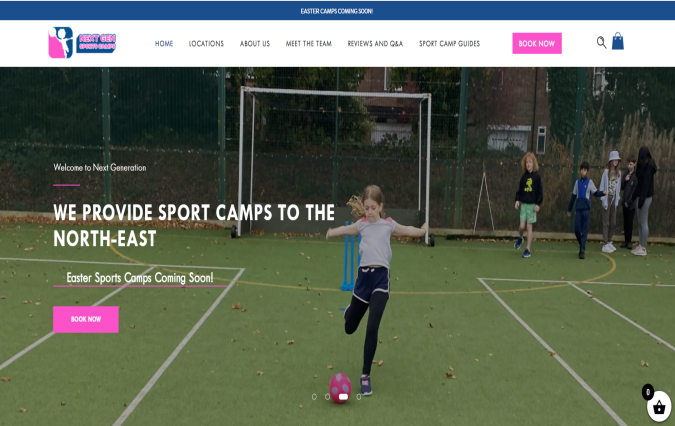 EASTER CAMPS COMING SOON!
NEXT GEN
SPORTS CAMPS
HOME
LOCATIONS
ABOUT US
MEET THE TEAM
REVIEWS AND Q&A
SPORT CAMP GUIDES
BOOK NOW
Welcome to Next Generation
WE PROVIDE SPORT CAMPS TO THE
NORTH-EAST
Easter Sports Camps Coming Soon!
BOOK NOW
0